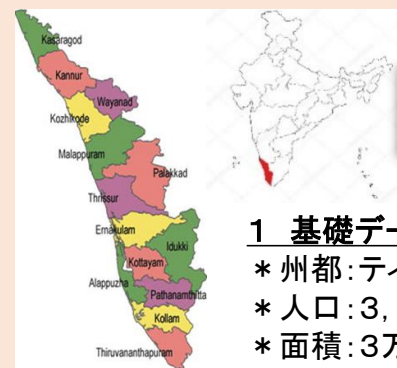 Kasaragod
Kannur
Wayanad
Kozhikode
Malappuram
Palakkad
Thrissur
Ernakulam
Idukki
Kottayam
Alappuzha
Pathanamthitta
Kollam
Thiruvananthapuram
1 基礎デー
＊州都：ティ
＊人口：3，
＊面積：3万